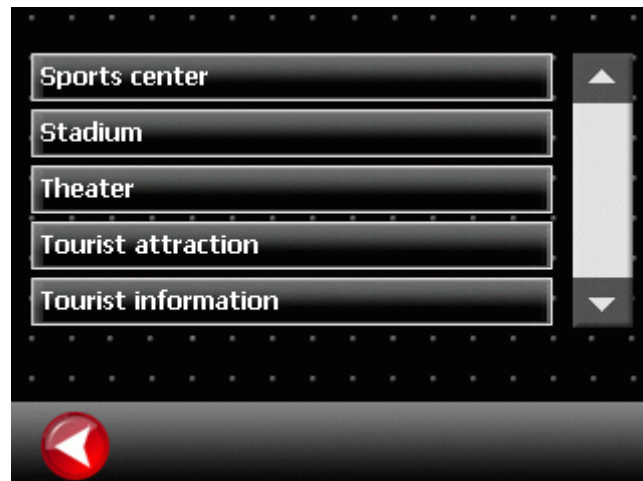 Sports center
Stadium
Theater
Tourist attraction
Tourist information